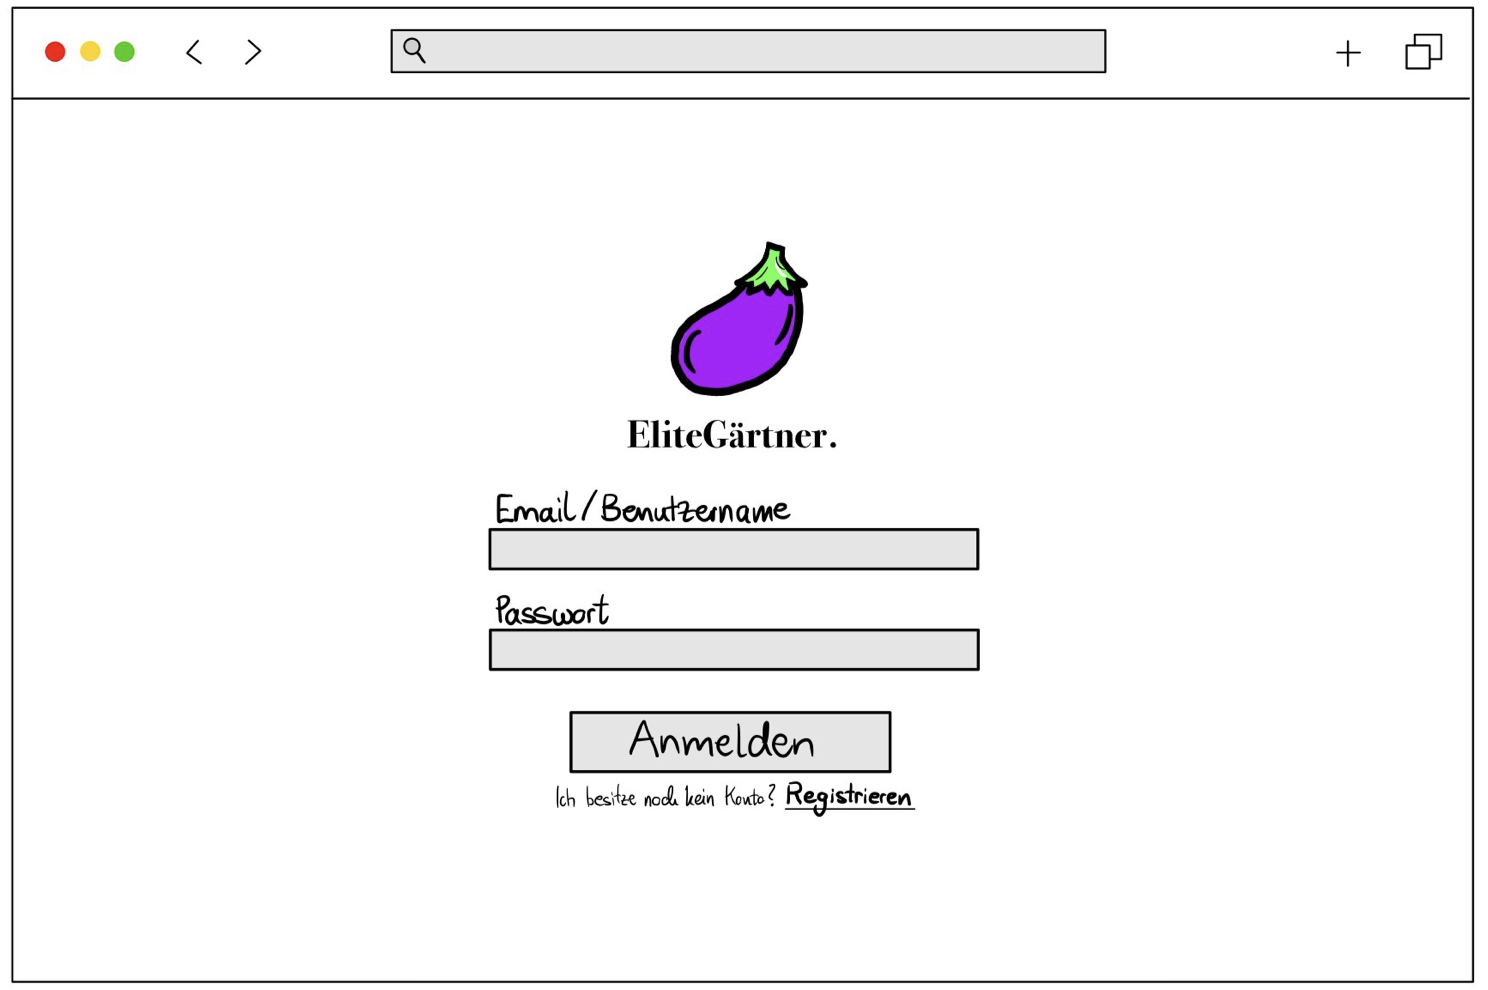 EliteGärtner.
Email/Benutzername
Passwort
Anmelden
Ich besitze noch kein Konto? Registrieren